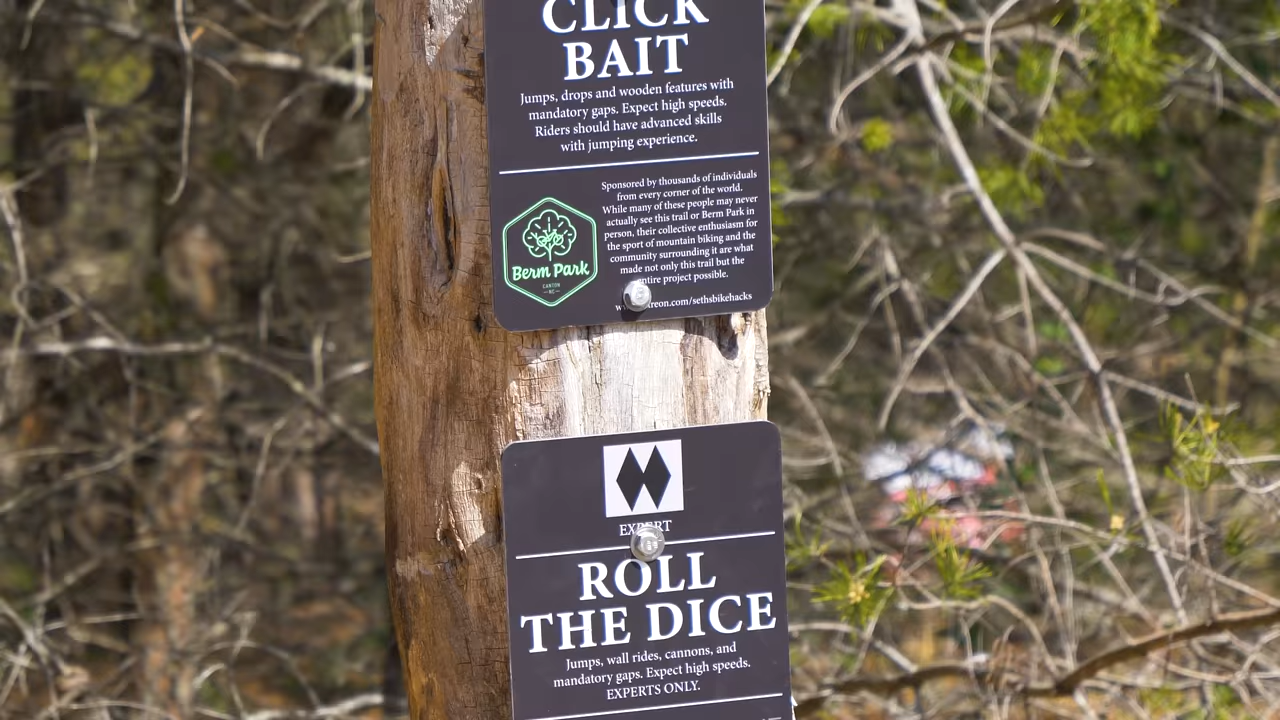 CLICK
BAIT
Jumps, drops and wooden features with
mandatory gaps. Expect high speeds.
Riders should have advanced skills
with jumping experience.
Sponsored by thousands of individuals
from every corner of the world.
While many of these people may never
actually see this trail or Berm Park in
person, their collective enthusiasm for
the sport of mountain biking and the
community surrounding it are what
made not only this trail but the
entire project possible.
Berm Park
CANTON
NC
reon.com/sethsbikehacks
EXPERT
ROLL
THE DICE
Jumps, wall rides, cannons, and
mandatory gaps. Expect high speeds.
EXPERTS ONLY.